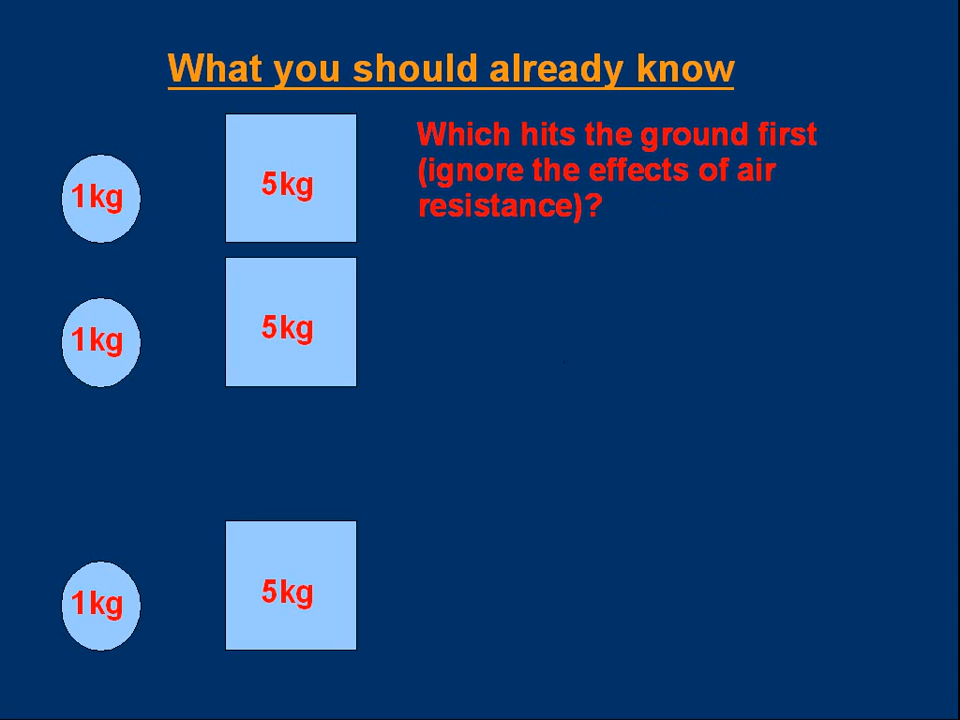 What you should already know
Which hits the ground first
(ignore the effects of air
resistance)?
1kg
5kg
1kg
5kg
1kg
5kg